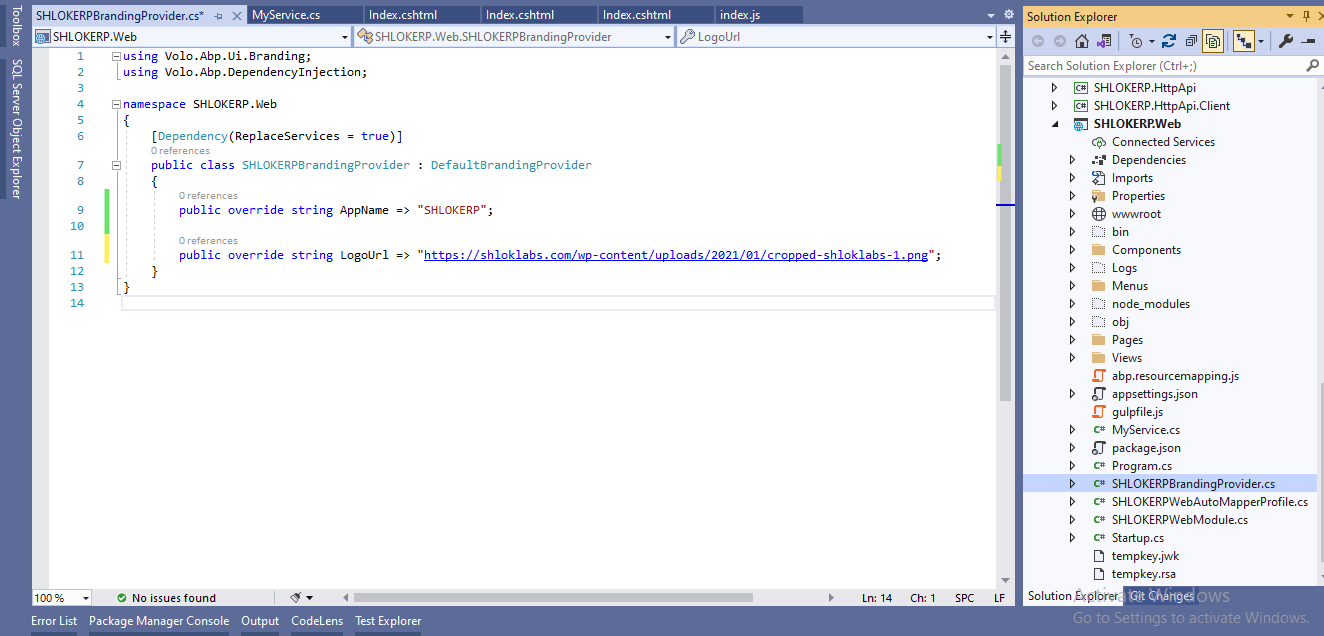 Toolbox
SQL Server Object Explorer
SHLOKERPBrandingProvider.cs*
MyService.cs
Index.cshtml
Index.cshtml
Index.cshtml
index.js
SHLOKERP.Web
SHLOKERP.Web.SHLOKERPBrandingProvider
LogoUrl
1 using Volo.Abp.Ui.Branding;
2 using Volo.Abp.DependencyInjection;
3
4 namespace SHLOKERP.Web
5 {
6 [Dependency(ReplaceServices = true)]
0 references
7 public class SHLOKERPBrandingProvider : DefaultBrandingProvider
8 {
0 references
9 public override string AppName => "SHLOKERP";
10
0 references
11 public override string LogoUrl => "https://shloklabs.com/wp-content/uploads/2021/01/cropped-shloklabs-1.png";
12 }
13 }
14
100 %
No issues found
Ln: 14
Ch: 1
SPC
LF
Error List
Package Manager Console
Output
CodeLens
Test Explorer
Solution Explorer
Search Solution Explorer (Ctrl+;)
C# SHLOKERP.HttpApi
C# SHLOKERP.HttpApi.Client
SHLOKERP.Web
Connected Services
Dependencies
Imports
Properties
wwwroot
bin
Components
Logs
Menus
node_modules
obj
Pages
Views
abp.resourcemapping.js
appsettings.json
gulpfile.js
C# MyService.cs
package.json
C# Program.cs
C# SHLOKERPBrandingProvider.cs
C# SHLOKERPWebAutoMapperProfile.cs
C# SHLOKERPWebModule.cs
C# Startup.cs
tempkey.jwk
tempkey.rsa
Solution Explorer
Git Changes
Activate Windows
Go to Settings to activate Windows.